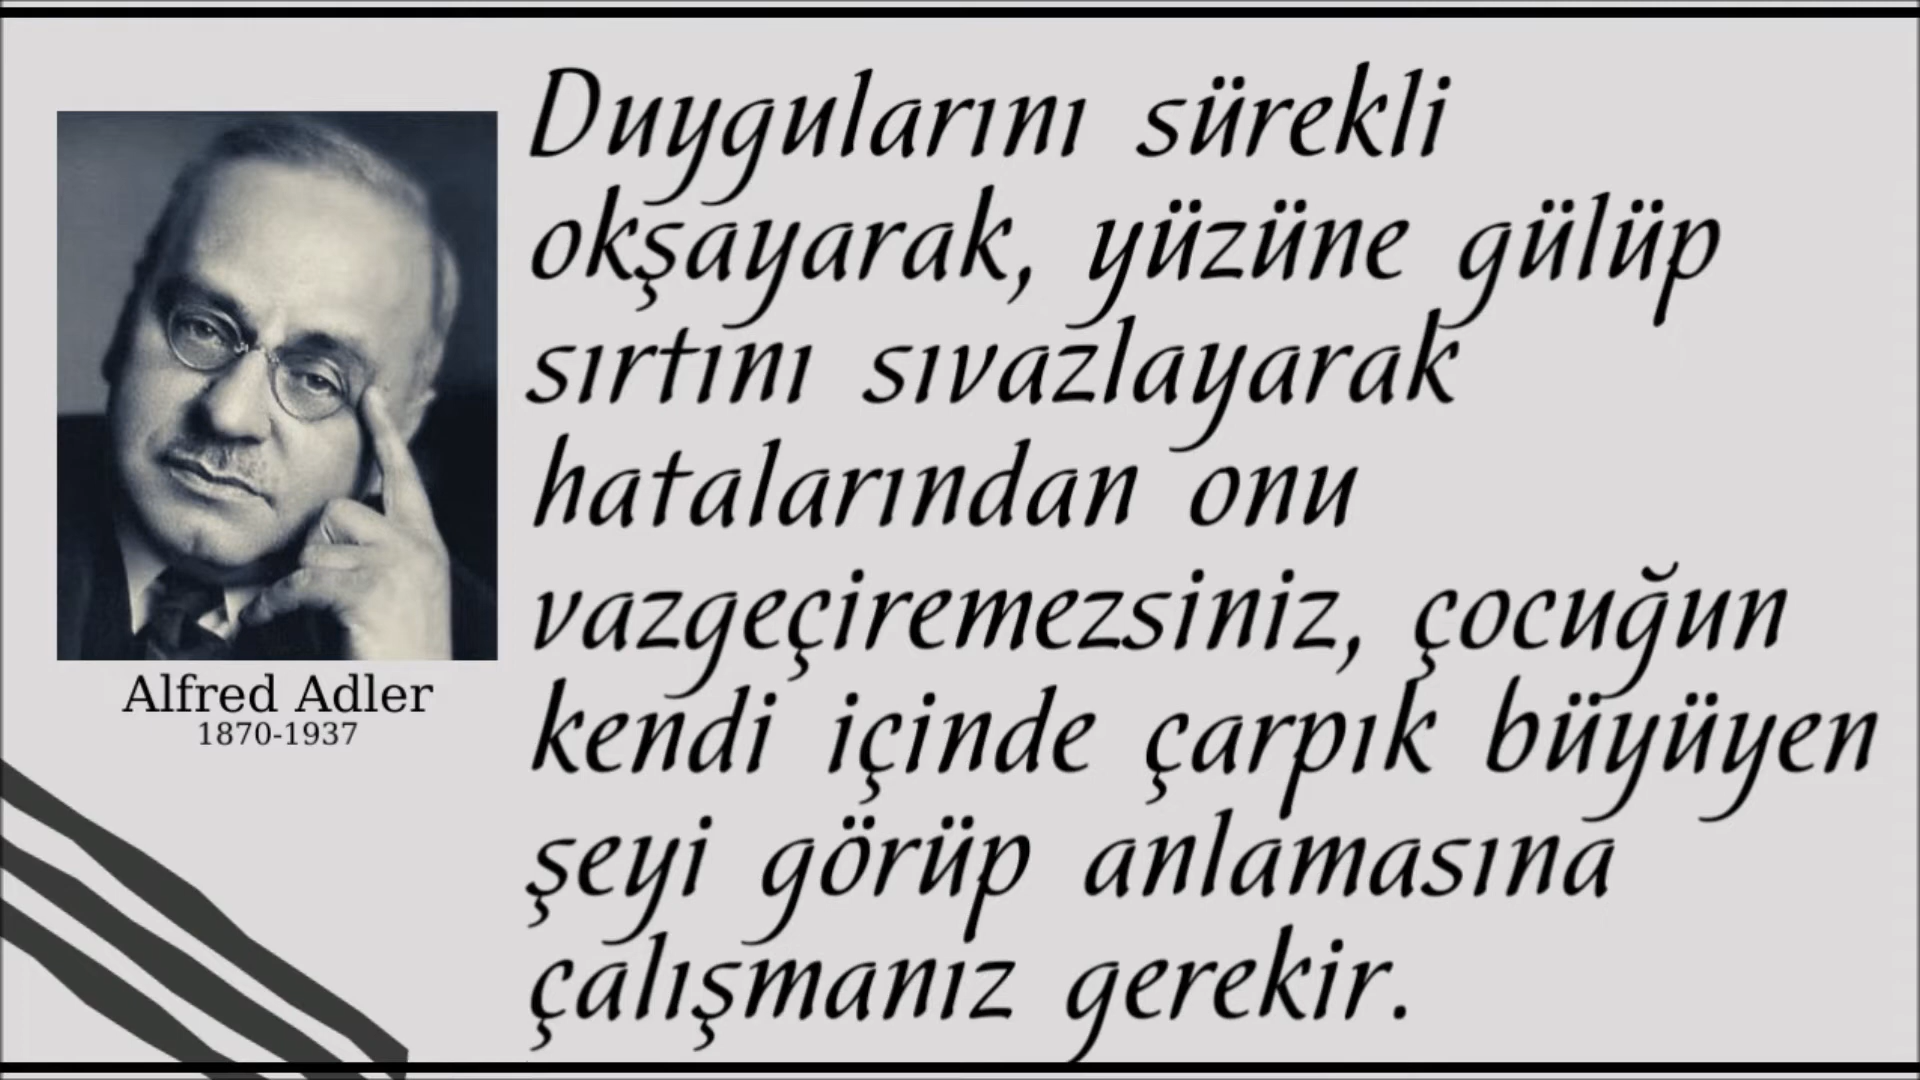 Duygularını sürekli
okşayarak, yüzüne gülüp
sırtını sıvazlayarak
hatalarından onu
vazgeçiremezsiniz, çocuğun
kendi içinde çarpık büyüyen
şeyi görüp anlamasına
çalışmanız gerekir.
Alfred Adler
1870-1937